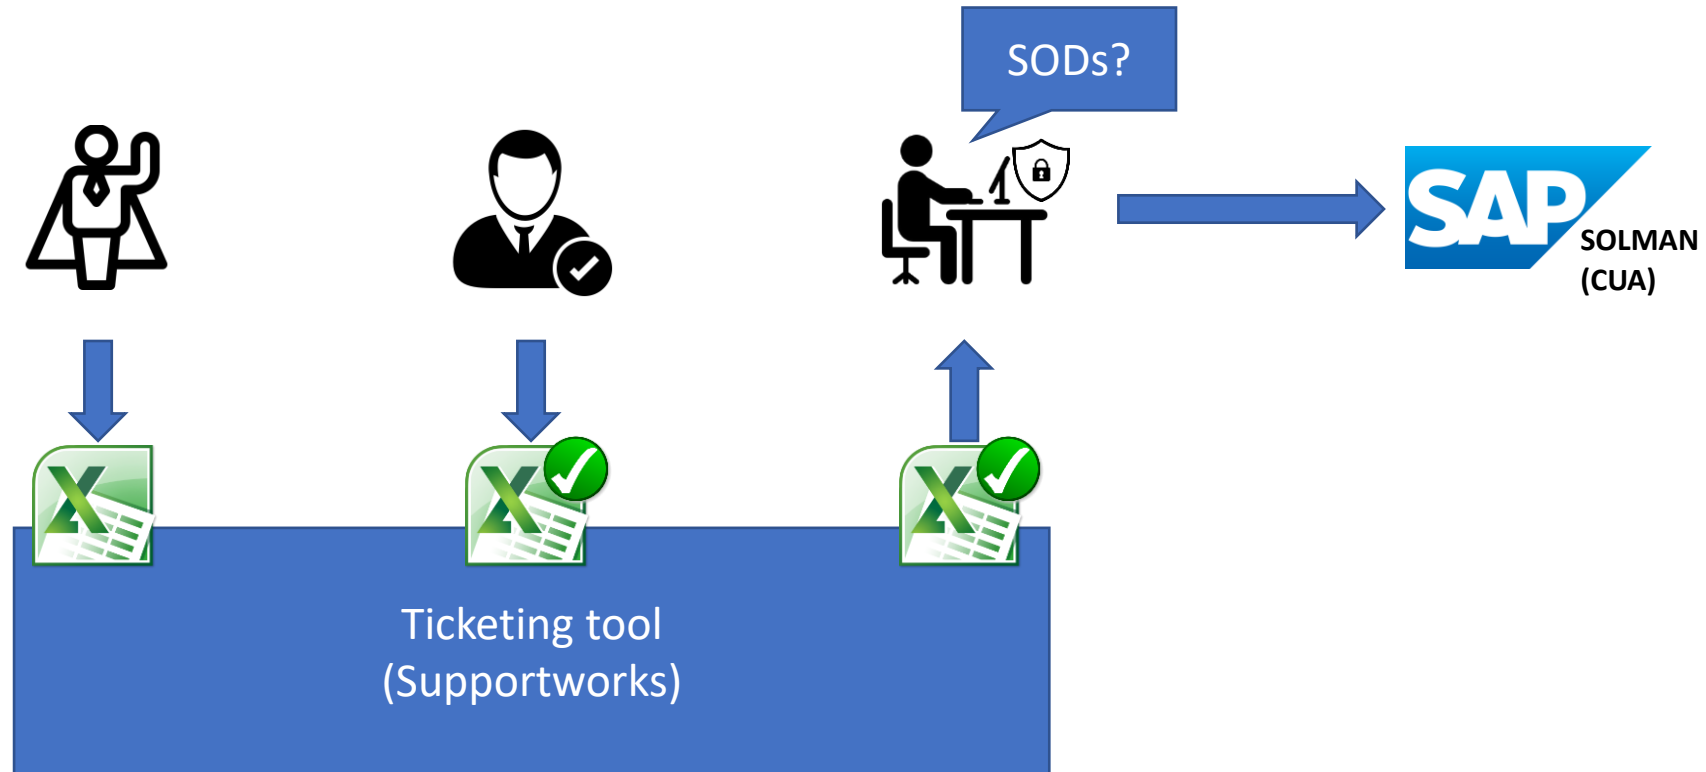 SODs?
SAP
SOLMAN
(CUA)
Ticketing tool
(Supportworks)